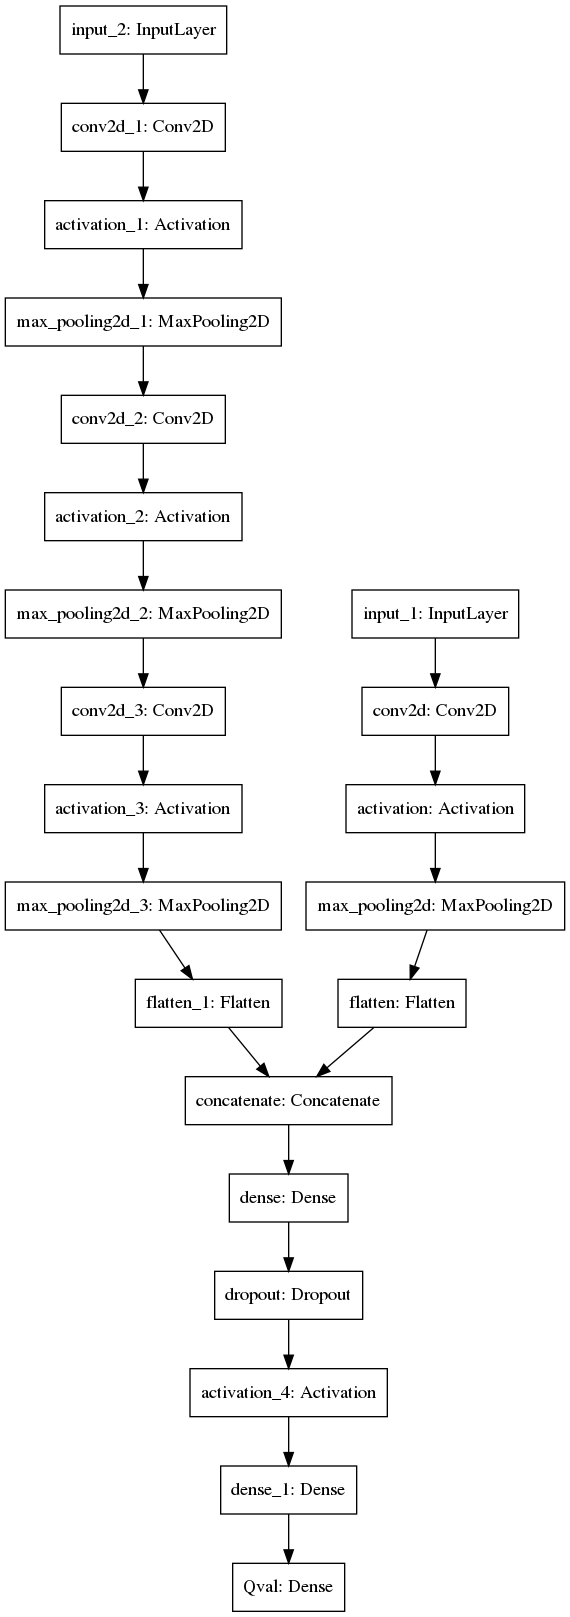 input_2: InputLayer
conv2d_1: Conv2D
activation_1: Activation
max_pooling2d_1: MaxPooling2D
conv2d_2: Conv2D
activation_2: Activation
max_pooling2d_2: MaxPooling2D
input_1: InputLayer
conv2d_3: Conv2D
conv2d: Conv2D
activation_3: Activation
activation: Activation
max_pooling2d_3: MaxPooling2D
max_pooling2d: MaxPooling2D
flatten_1: Flatten
flatten: Flatten
concatenate: Concatenate
dense: Dense
dropout: Dropout
activation_4: Activation
dense_1: Dense
Qval: Dense